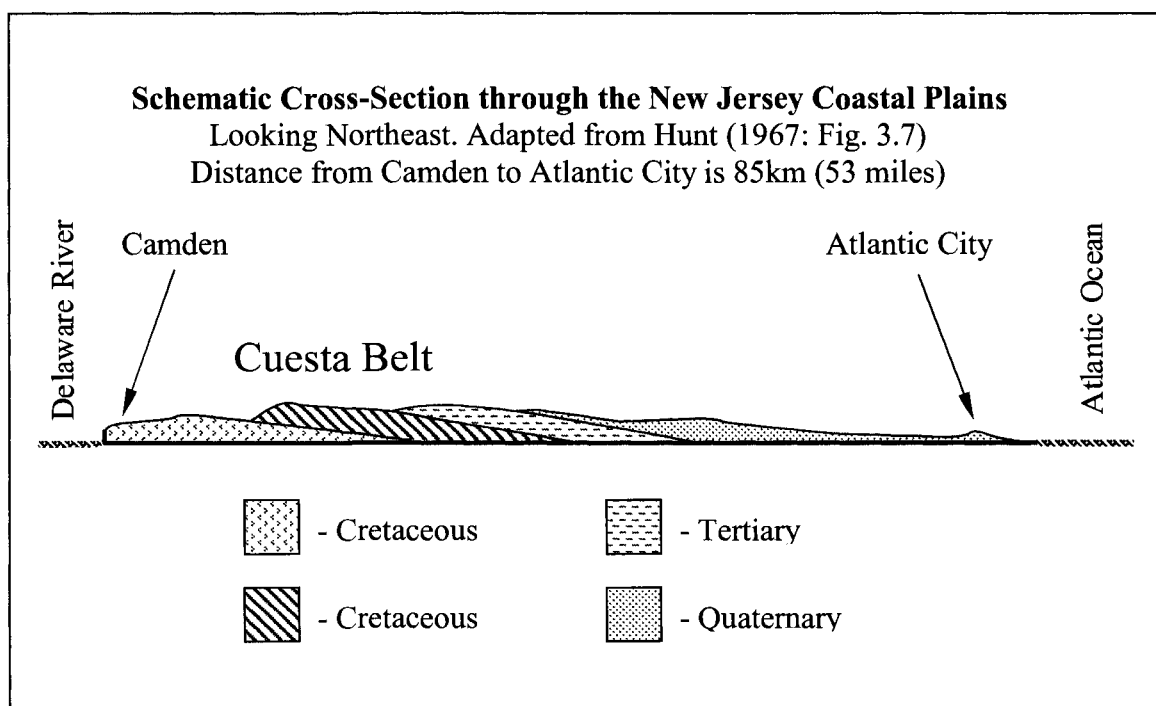 Schematic Cross-Section through the New Jersey Coastal Plains
Looking Northeast. Adapted from Hunt (1967: Fig. 3.7)
Distance from Camden to Atlantic City is 85km (53 miles)
Delaware River
Camden
Atlantic City
Atlantic Ocean
Cuesta Belt
- Cretaceous
- Tertiary
- Cretaceous
- Quaternary